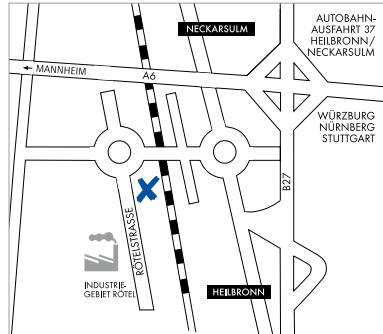 NECKARSULM
AUTOBAHN-
AUSFAHRT 37
HEILBRONN/
NECKARSULM
← MANNHEIM
A6
WÜRZBURG
NÜRNBERG
STUTTGART
B27
RÖTELSTRASSE
INDUSTRIE-
GEBIET RÖTEL
HEILBRONN